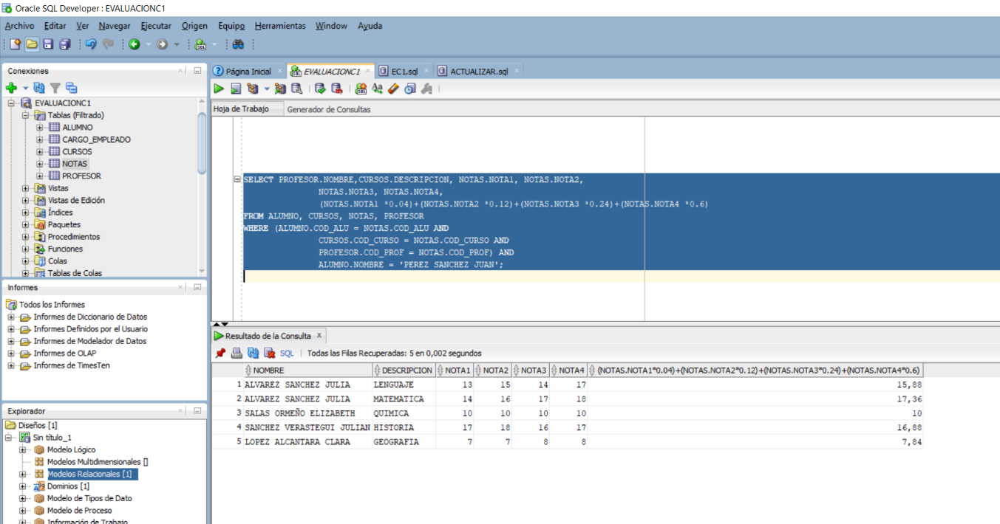 Oracle SQL Developer : EVALUACIONC1
Archivo Editar Ver Navegar Ejecutar Origen Equipo Herramientas Window Ayuda
Conexiones
EVALUACIONC1
Tablas (Filtrado)
ALUMNO
CARGO_EMPLEADO
CURSOS
NOTAS
PROFESOR
Vistas
Vistas de Edición
Índices
Paquetes
Procedimientos
Funciones
Colas
Tablas de Colas
Informes
Todos los Informes
Informes de Diccionario de Datos
Informes Definidos por el Usuario
Informes de Modelador de Datos
Informes de OLAP
Informes de TimesTen
Explorador
Diseños [1]
Sin título_1
Modelo Lógico
Modelos Multidimensionales []
Modelos Relacionales [1]
Dominios [1]
Modelo de Tipos de Dato
Modelo de Proceso
Información de Trabajo
Página Inicial EVALUACIONC1 EC1.sql ACTUALIZAR.sql
Hoja de Trabajo Generador de Consultas
SELECT PROFESOR.NOMBRE,CURSOS.DESCRIPCION, NOTAS.NOTA1, NOTAS.NOTA2,
NOTAS.NOTA3, NOTAS.NOTA4,
(NOTAS.NOTA1 *0.04)+(NOTAS.NOTA2 *0.12)+(NOTAS.NOTA3 *0.24)+(NOTAS.NOTA4 *0.6)
FROM ALUMNO, CURSOS, NOTAS, PROFESOR
WHERE (ALUMNO.COD_ALU = NOTAS.COD_ALU AND
CURSOS.COD_CURSO = NOTAS.COD_CURSO AND
PROFESOR.COD_PROF = NOTAS.COD_PROF) AND
ALUMNO.NOMBRE = 'PEREZ SANCHEZ JUAN';
Resultado de la Consulta
SQL | Todas las Filas Recuperadas: 5 en 0,002 segundos
NOMBRE DESCRIPCION NOTA1 NOTA2 NOTA3 NOTA4 (NOTAS.NOTA1*0.04)+(NOTAS.NOTA2*0.12)+(NOTAS.NOTA3*0.24)+(NOTAS.NOTA4*0.6)
1 ALVAREZ SANCHEZ JULIA LENGUAJE 13 15 14 17 15,88
2 ALVAREZ SANCHEZ JULIA MATEMATICA 14 16 17 18 17,36
3 SALAS ORMEÑO ELIZABETH QUIMICA 10 10 10 10 10
4 SANCHEZ VERASTEGUI JULIAN HISTORIA 17 18 16 17 16,88
5 LOPEZ ALCANTARA CLARA GEOGRAFIA 7 7 8 8 7,84